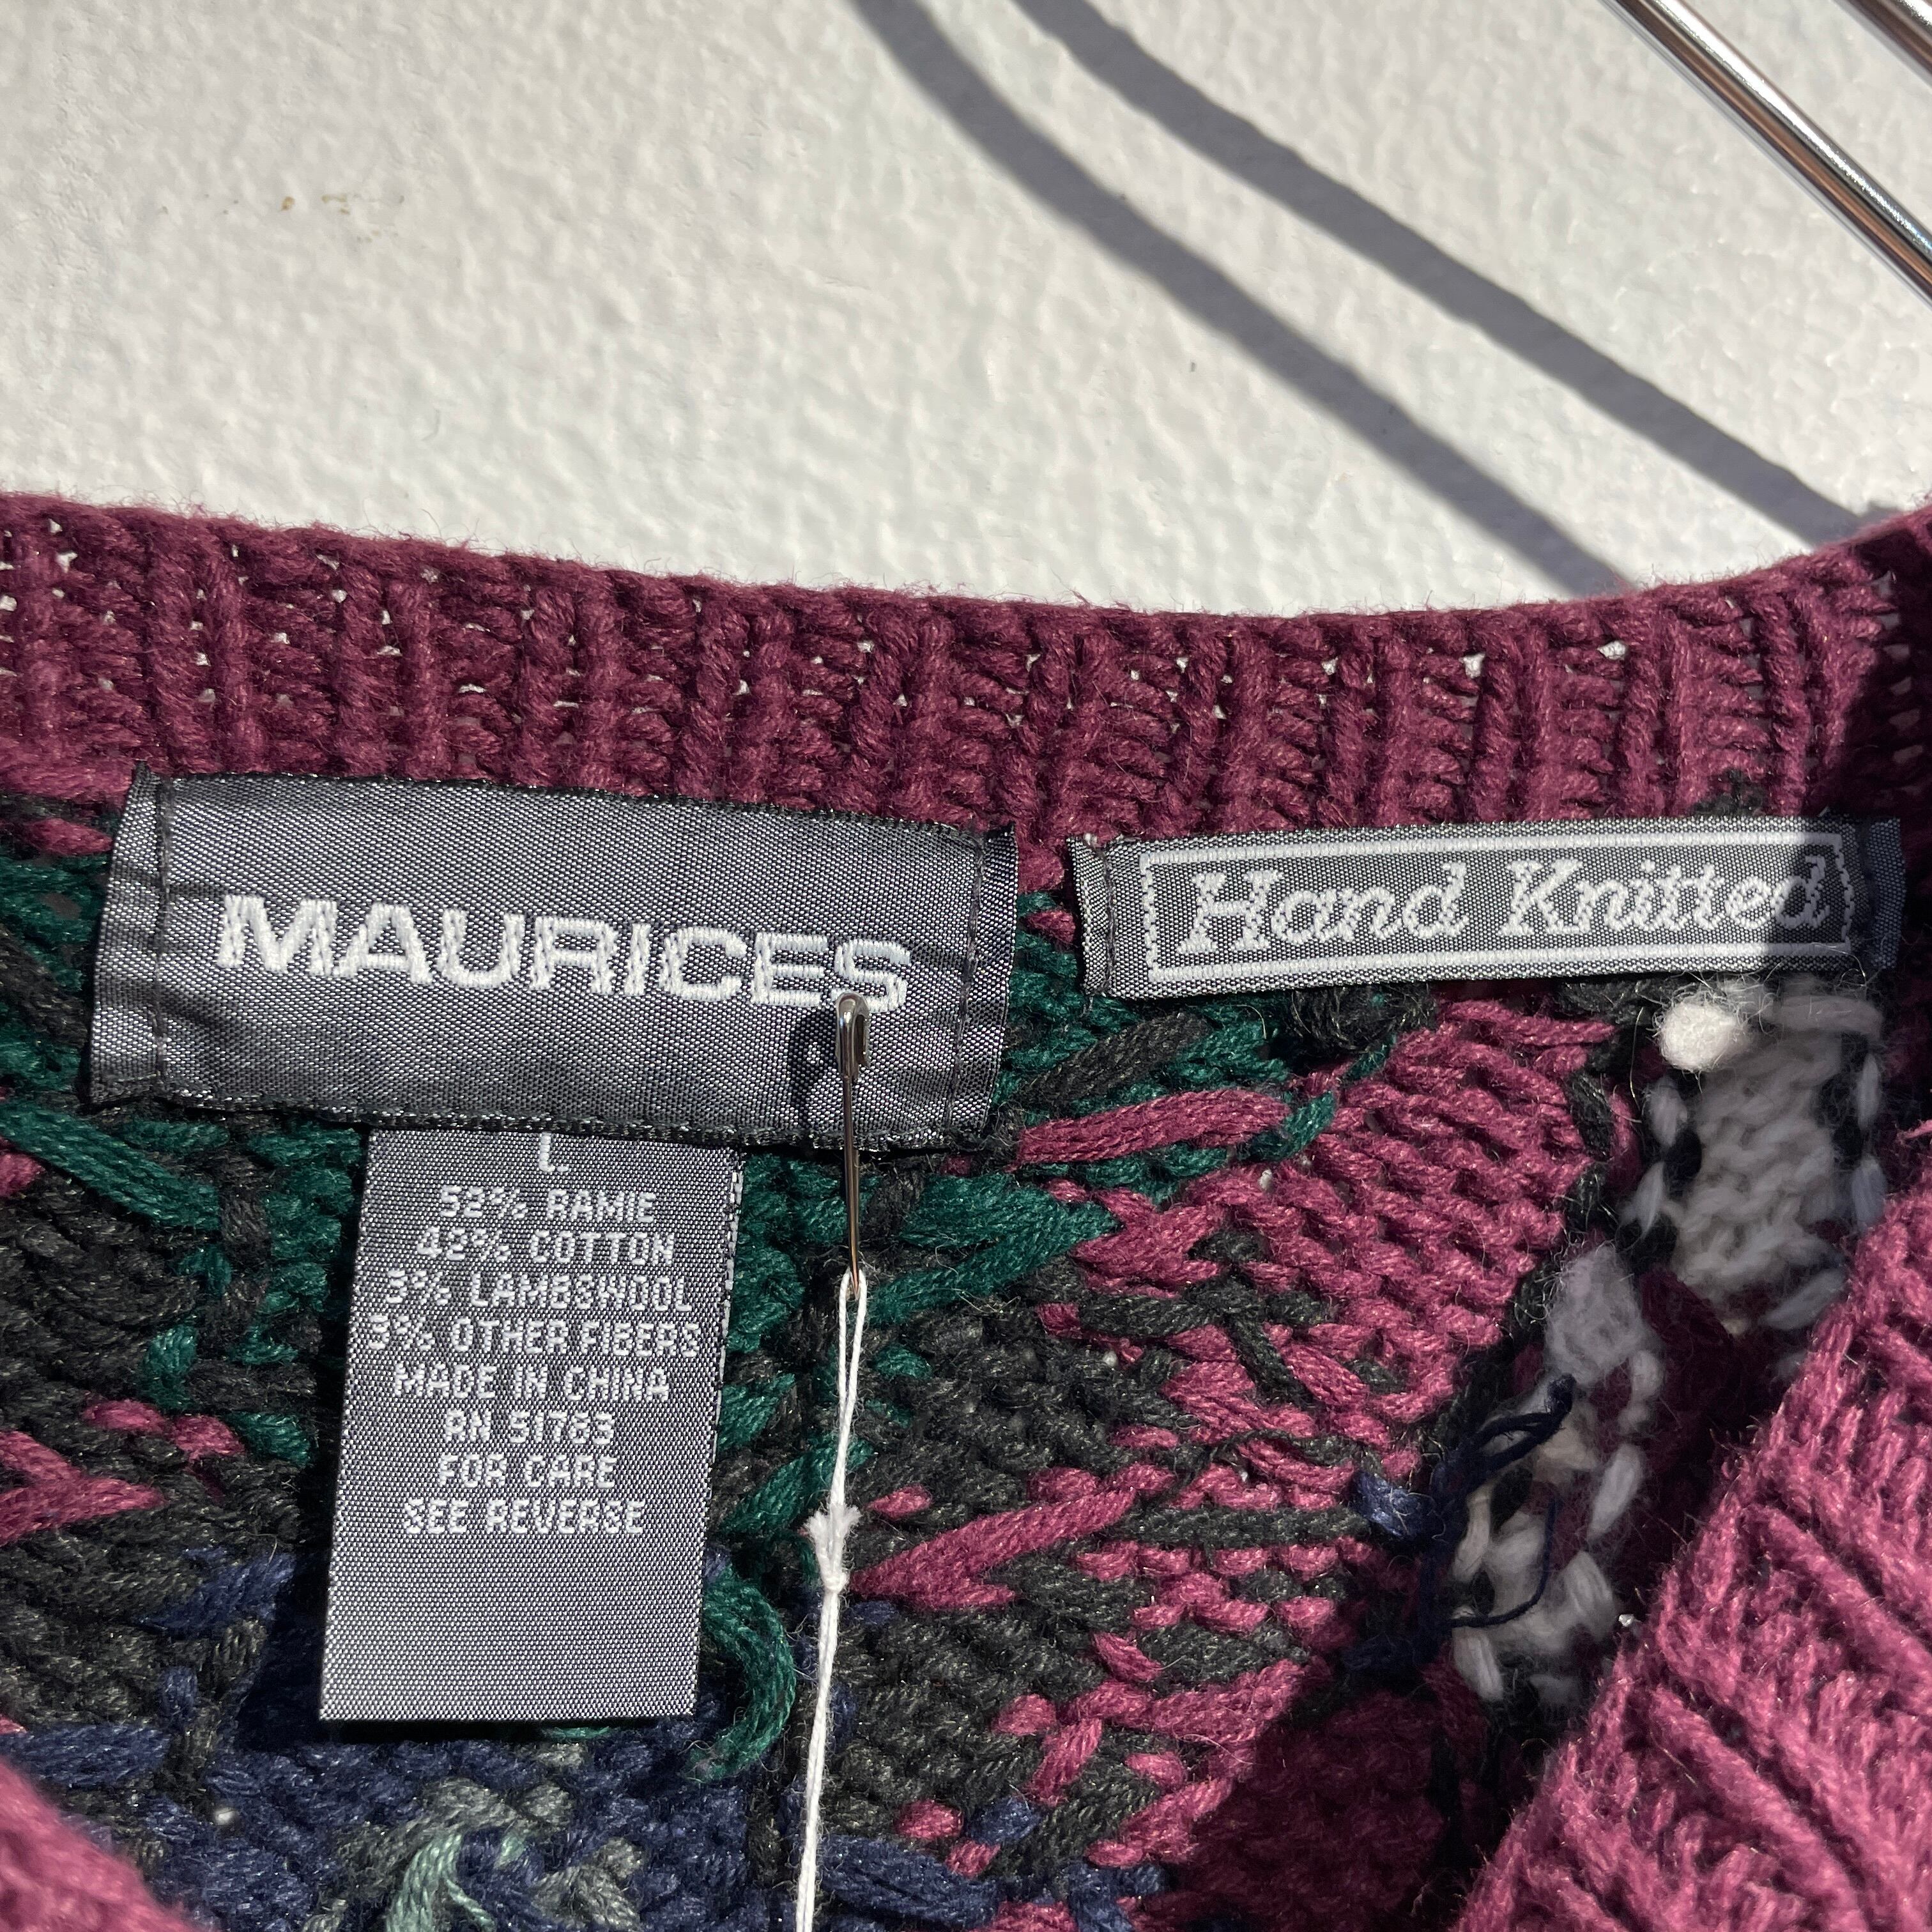 MAURICES
Hand Knitted
L
52% RAMIE
42% COTTON
3% LAMBSWOOL
3% OTHER FIBERS
MADE IN CHINA
RN 51783
FOR CARE
SEE REVERSE